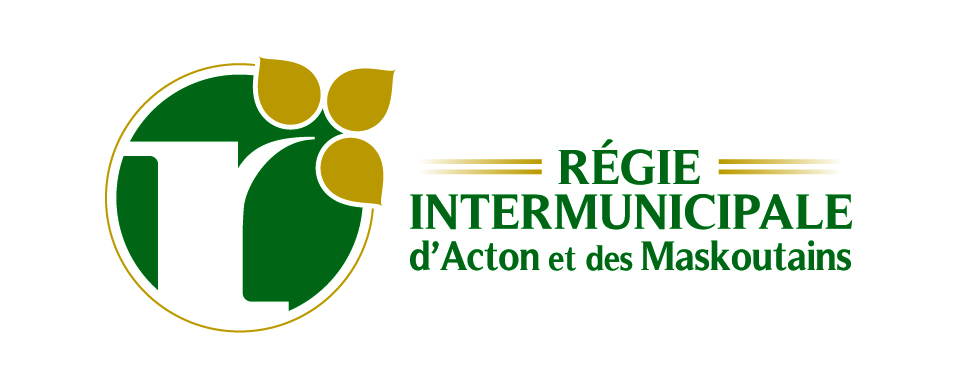 RÉGIE
INTERMUNICIPALE
d'Acton et des Maskoutains